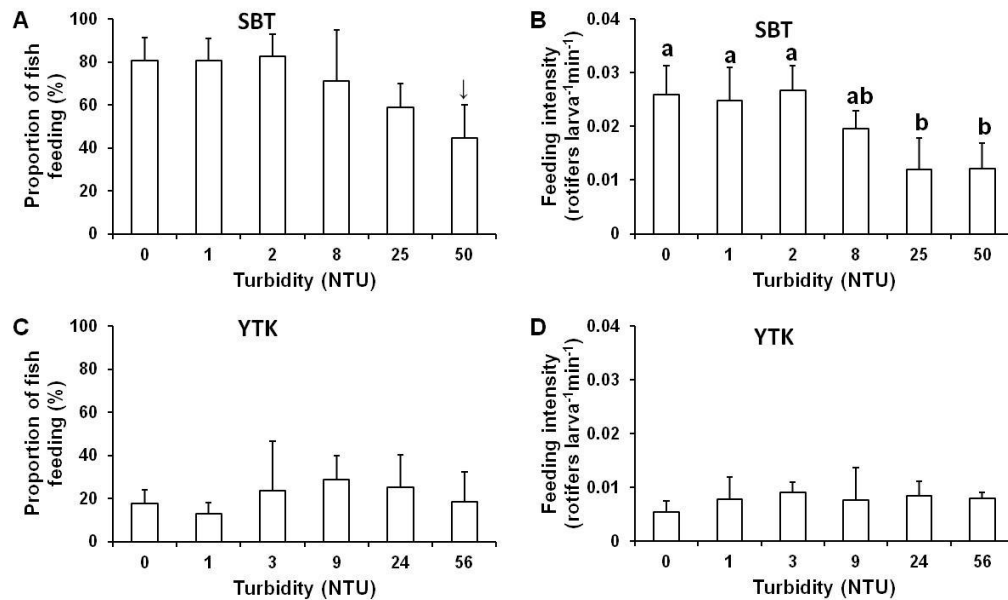 A
SBT
Proportion of fish
feeding (%)
100
80
60
40
20
0
↓
0 1 2 8 25 50
Turbidity (NTU)
B
SBT
Feeding intensity
(rotifers larva⁻¹min⁻¹)
0.04
0.03
0.02
0.01
0
a a a ab b b
0 1 2 8 25 50
Turbidity (NTU)
C
YTK
Proportion of fish
feeding (%)
100
80
60
40
20
0
0 1 3 9 24 56
Turbidity (NTU)
D
YTK
Feeding intensity
(rotifers larva⁻¹min⁻¹)
0.04
0.03
0.02
0.01
0
0 1 3 9 24 56
Turbidity (NTU)